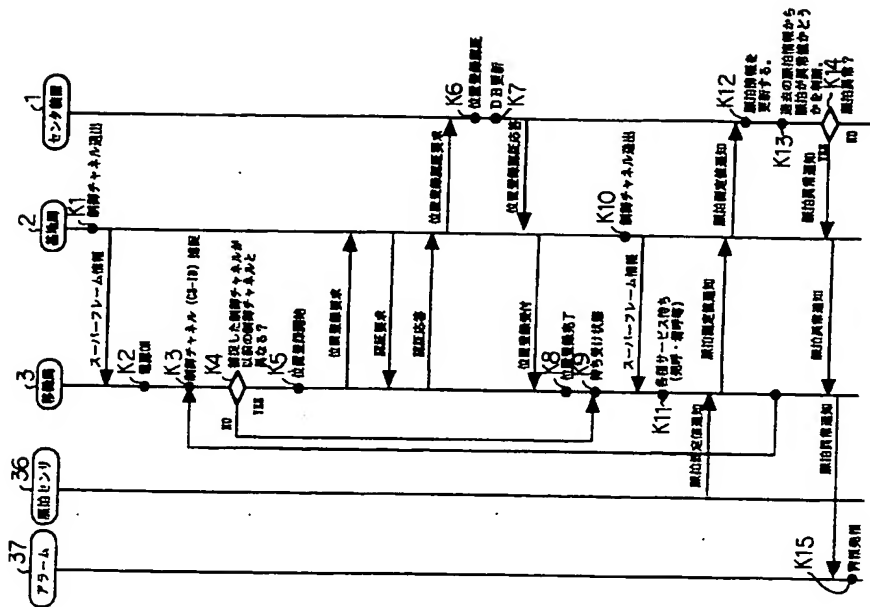 1
センタ装置
2
基地局
3
移動局
36
脈拍センサ
37
アラーム
K1
制御チャネル送出
スーパーフレーム情報
K2
電源ON
K3
制御チャネル (CS-ID) 捕捉
K4
捕捉した制御チャネルが
以前の制御チャネルと
異なる?
NO
YES
K5
位置登録開始
位置登録要求
認証要求
認証応答
位置登録認証要求
K6
位置登録認証
DB更新
K7
位置登録認証応答
位置登録受付
K8
位置登録完了
K9
待ち受け状態
K10
制御チャネル送出
スーパーフレーム情報
K11
各種サービス待ち
(発呼・着呼等)
脈拍測定値通知
脈拍測定値通知
脈拍測定値通知
K12
脈拍情報を
更新する。
K13
過去の脈拍情報から
脈拍が異常値かどう
かを判断。
K14
脈拍異常?
YES
NO
脈拍異常通知
脈拍異常通知
脈拍異常通知
K15